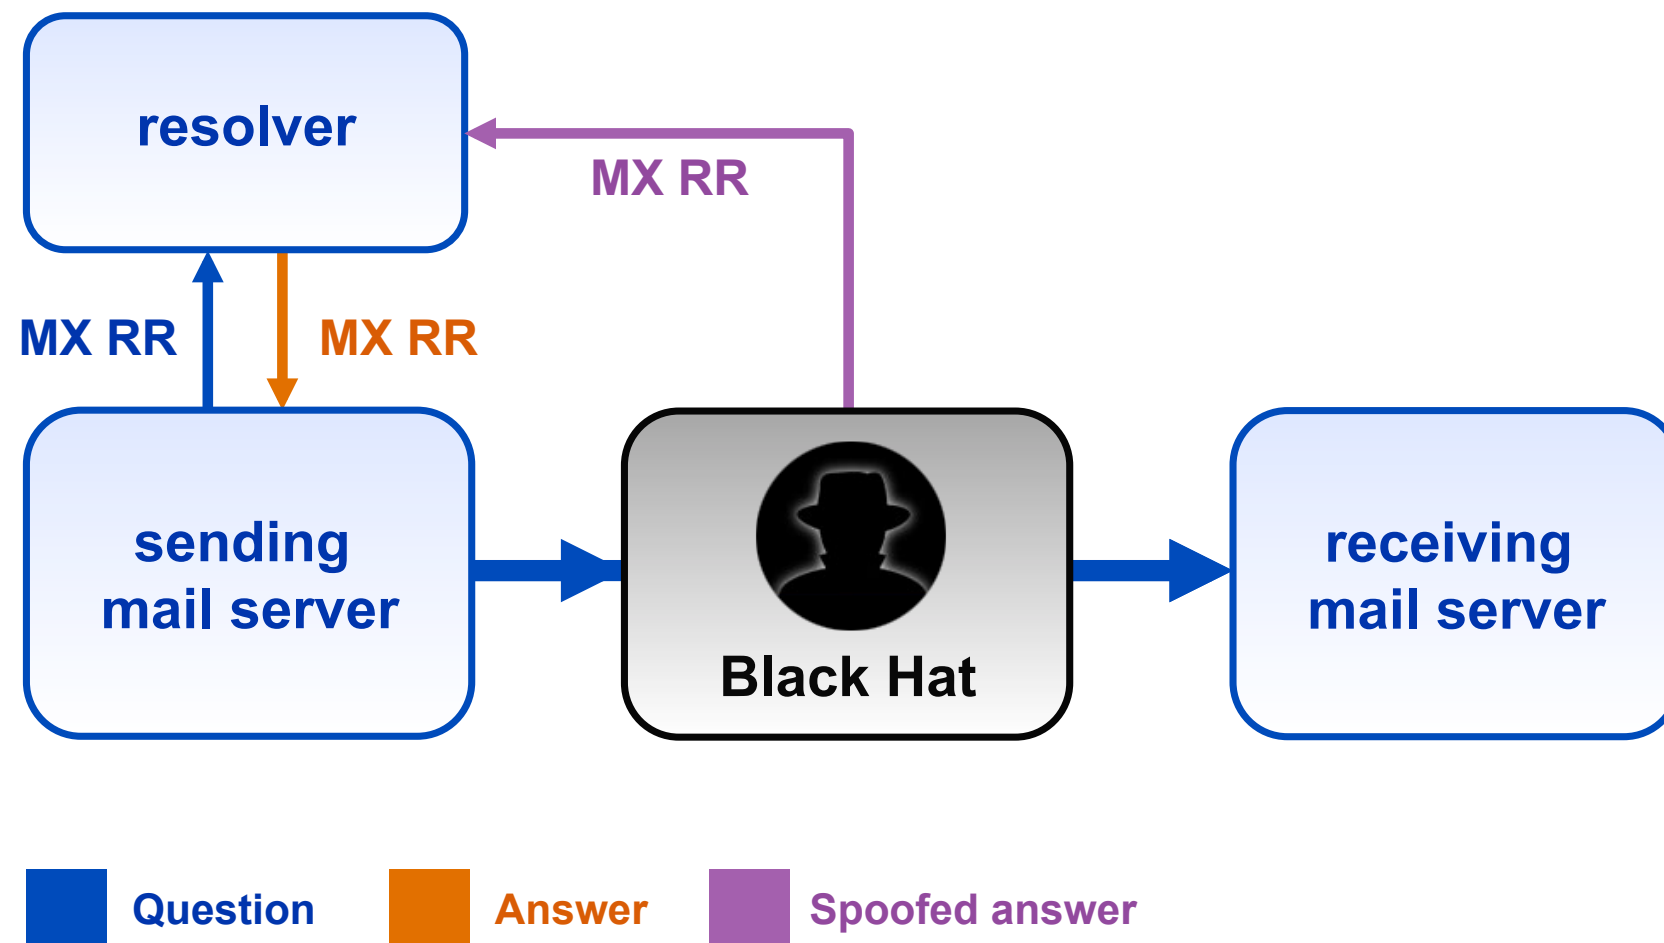 resolver
MX RR
MX RR
MX RR
sending
mail server
Black Hat
receiving
mail server
Question
Answer
Spoofed answer